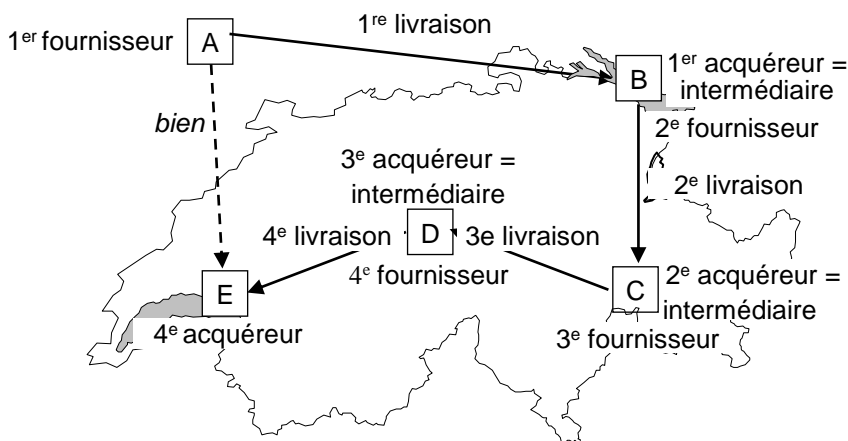 1re livraison
1er fournisseur
A
B
1er acquéreur =
intermédiaire
bien
2e fournisseur
3e acquéreur =
intermédiaire
2e livraison
4e livraison
D
3e livraison
4e fournisseur
E
C
2e acquéreur =
intermédiaire
4e acquéreur
3e fournisseur